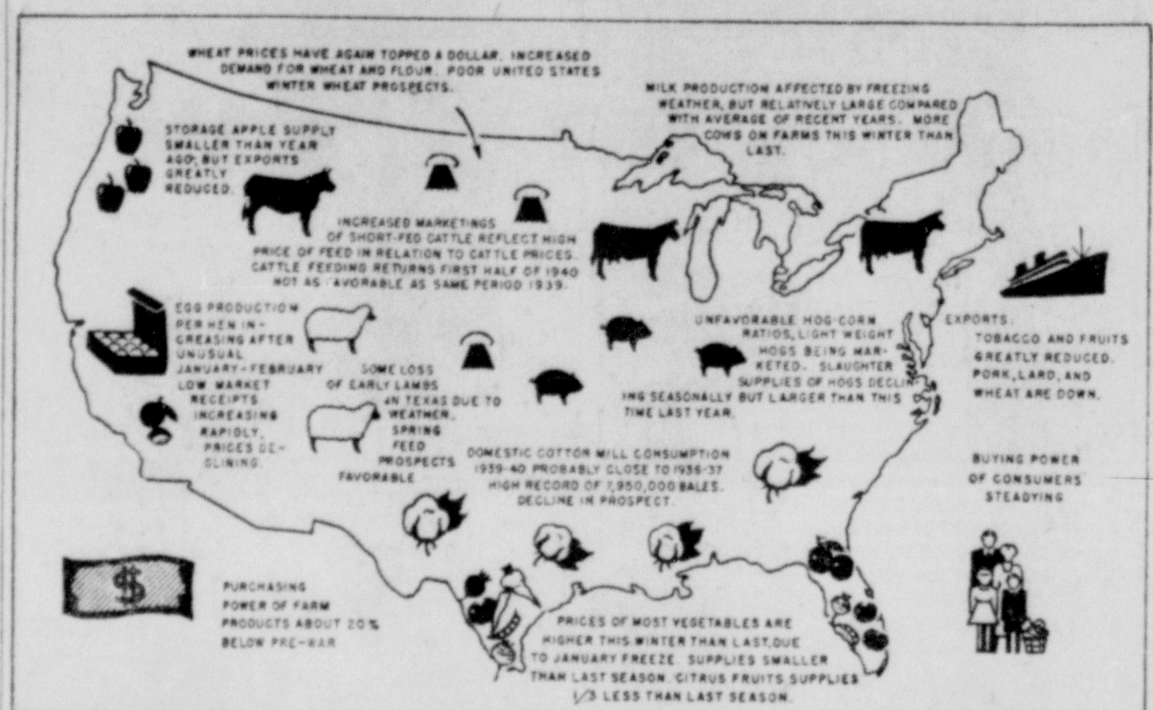 WHEAT PRICES HAVE AGAIN TOPPED A DOLLAR. INCREASED
DEMAND FOR WHEAT AND FLOUR. POOR UNITED STATES
WINTER WHEAT PROSPECTS.
MILK PRODUCTION AFFECTED BY FREEZING
WEATHER, BUT RELATIVELY LARGE COMPARED
WITH AVERAGE OF RECENT YEARS. MORE
COWS ON FARMS THIS WINTER THAN
LAST.
STORAGE APPLE SUPPLY
SMALLER THAN YEAR
AGO, BUT EXPORTS
GREATLY
REDUCED.
INCREASED MARKETINGS
OF SHORT-FED CATTLE REFLECT HIGH
PRICE OF FEED IN RELATION TO CATTLE PRICES.
CATTLE FEEDING RETURNS FIRST HALF OF 1940
NOT AS FAVORABLE AS SAME PERIOD 1939.
EGG PRODUCTION
PER HEN IN-
CREASING AFTER
UNUSUAL
JANUARY-FEBRUARY
LOW MARKET
RECEIPTS
INCREASING
RAPIDLY,
PRICES DE-
CLINING.
SOME LOSS
OF EARLY LAMBS
IN TEXAS DUE TO
WEATHER.
SPRING
FEED
PROSPECTS
FAVORABLE
UNFAVORABLE HOG-CORN
RATIOS, LIGHT WEIGHT
HOGS BEING MAR-
KETED. SLAUGHTER
SUPPLIES OF HOGS DECLIN-
ING SEASONALLY BUT LARGER THAN THIS
TIME LAST YEAR.
EXPORTS:
TOBACCO AND FRUITS
GREATLY REDUCED.
PORK, LARD, AND
WHEAT ARE DOWN.
DOMESTIC COTTON MILL CONSUMPTION
1939-40 PROBABLY CLOSE TO 1936-37
HIGH RECORD OF 7,950,000 BALES.
DECLINE IN PROSPECT.
BUYING POWER
OF CONSUMERS
STEADYING
$
PURCHASING
POWER OF FARM
PRODUCTS ABOUT 20%
BELOW PRE-WAR
PRICES OF MOST VEGETABLES ARE
HIGHER THIS WINTER THAN LAST, DUE
TO JANUARY FREEZE. SUPPLIES SMALLER
THAN LAST SEASON. CITRUS FRUITS SUPPLIES
1/3 LESS THAN LAST SEASON.